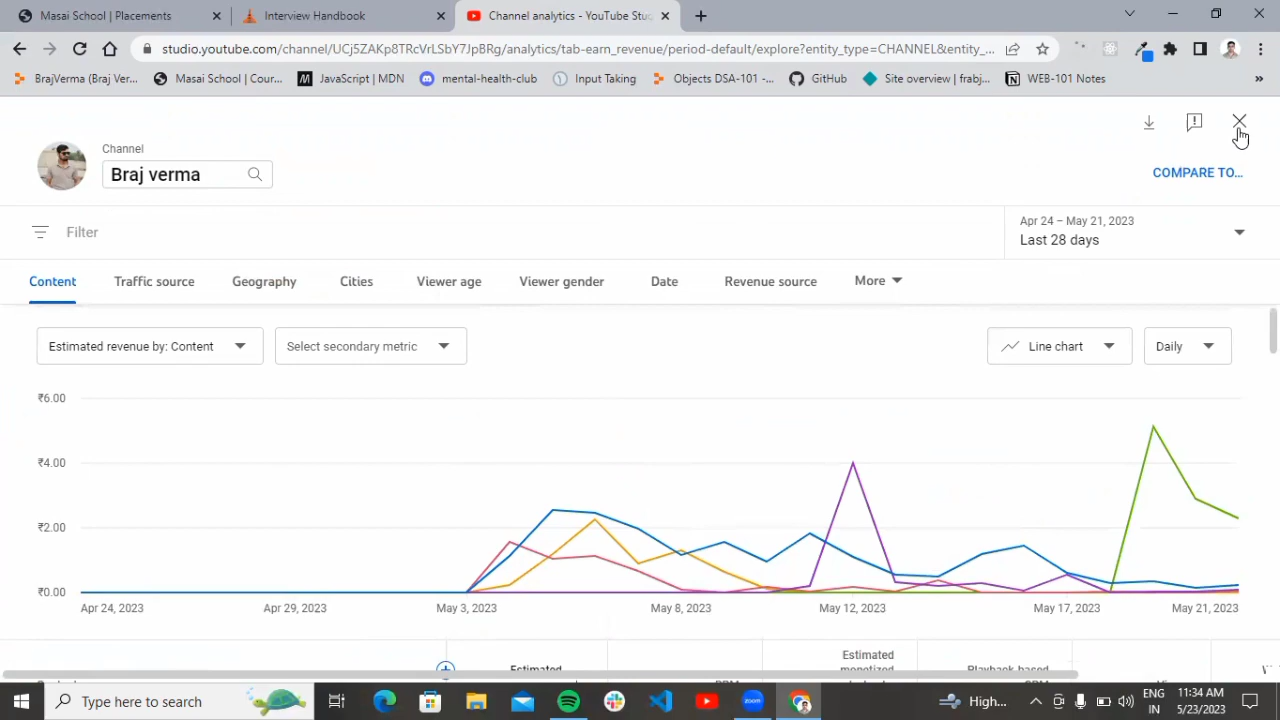 Masai School | Placements
Interview Handbook
Channel analytics - YouTube Stu
studio.youtube.com/channel/UCj5ZAKp8TRcVrLSbY7JpBRg/analytics/tab-earn_revenue/period-default/explore?entity_type=CHANNEL&entity_...
BrajVerma (Braj Ver...
Masai School | Cour...
JavaScript | MDN
mental-health-club
Input Taking
Objects DSA-101 -...
GitHub
Site overview | frabj...
WEB-101 Notes
Channel
Braj verma
COMPARE TO...
Filter
Apr 24 – May 21, 2023
Last 28 days
Content
Traffic source
Geography
Cities
Viewer age
Viewer gender
Date
Revenue source
More
Estimated revenue by: Content
Select secondary metric
Line chart
Daily
₹6.00
₹4.00
₹2.00
₹0.00
Apr 24, 2023
Apr 29, 2023
May 3, 2023
May 8, 2023
May 12, 2023
May 17, 2023
May 21, 2023
Estimated
Estimated
monetized
Playback-based
Type here to search
High...
ENG
IN
11:34 AM
5/23/2023